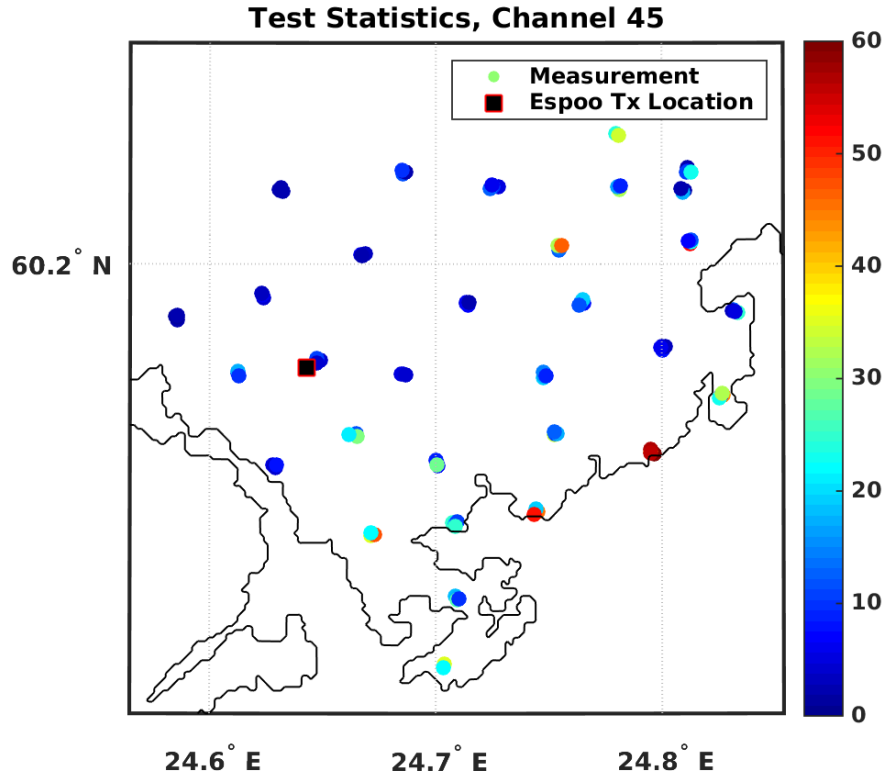 Test Statistics, Channel 45
Measurement
Espoo Tx Location
60.2° N
24.6° E
24.7° E
24.8° E
60
50
40
30
20
10
0